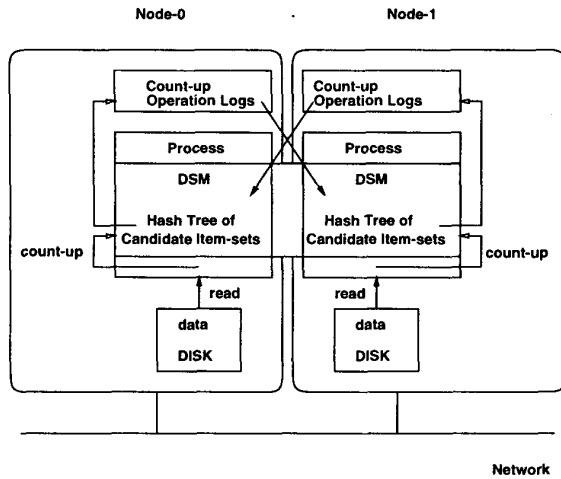 Node-0
Node-1
Count-up
Operation Logs
Count-up
Operation Logs
Process
Process
DSM
DSM
Hash Tree of
Candidate Item-sets
Hash Tree of
Candidate Item-sets
count-up
count-up
read
read
data
DISK
data
DISK
Network